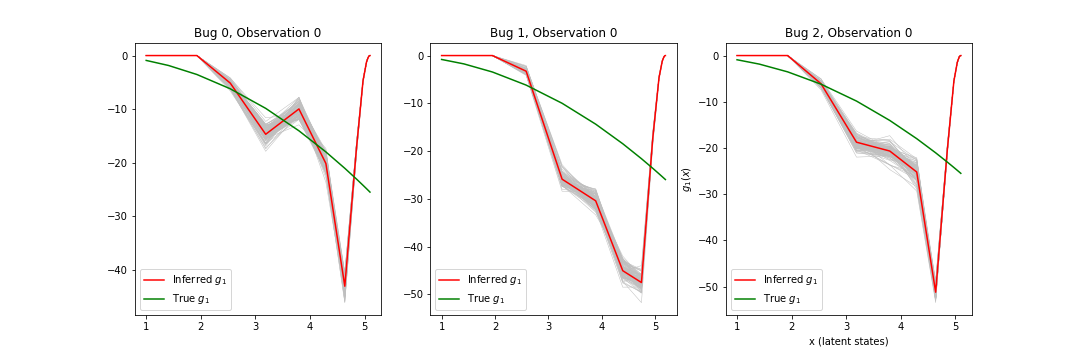 Bug 0, Observation 0
0
−10
−20
−30
−40
1 2 3 4 5
Inferred g₁
True g₁
Bug 1, Observation 0
0
−10
−20
−30
−40
−50
1 2 3 4 5
Inferred g₁
True g₁
Bug 2, Observation 0
g₁(x)
0
−10
−20
−30
−40
−50
1 2 3 4 5
x (latent states)
Inferred g₁
True g₁